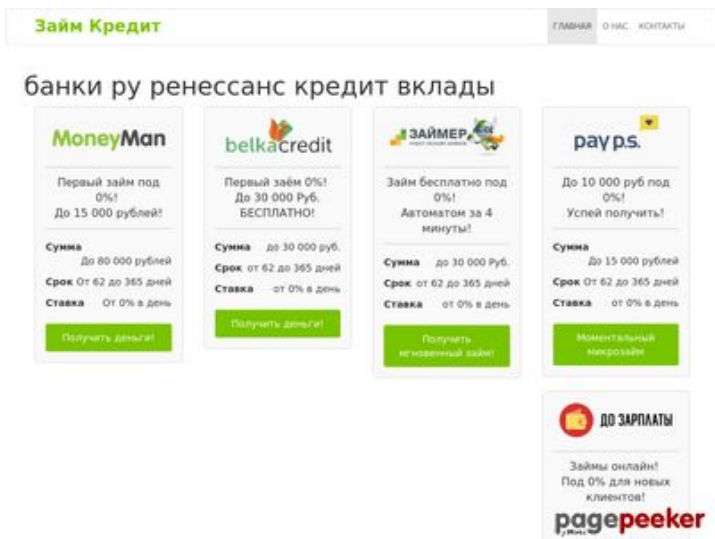 Займ Кредит
ГЛАВНАЯ О НАС КОНТАКТЫ
банки ру ренессанс кредит вклады
MoneyMan
Первый займ под
0%!
До 15 000 рублей!
Сумма
До 80 000 рублей
Срок От 62 до 365 дней
Ставка От 0% в день
Получить деньги!
belkacredit
Первый заём 0%!
До 30 000 Руб.
БЕСПЛАТНО!
Сумма до 30 000 руб.
Срок от 62 до 365 дней
Ставка от 0% в день
Получить деньги!
ЗАЙМЕР
Займ бесплатно под
0%!
Автоматом за 4
минуты!
Сумма до 30 000 Руб.
Срок от 62 до 365 дней
Ставка от 0% в день
Получить
мгновенный займ!
pay p.s.
До 10 000 руб под
0%!
Успей получить!
Сумма
До 15 000 рублей
Срок От 62 до 365 дней
Ставка от 0% в день
Моментальный
микрозайм
ДО ЗАРПЛАТЫ
Займы онлайн!
Под 0% для новых
клиентов!
pagepeeker